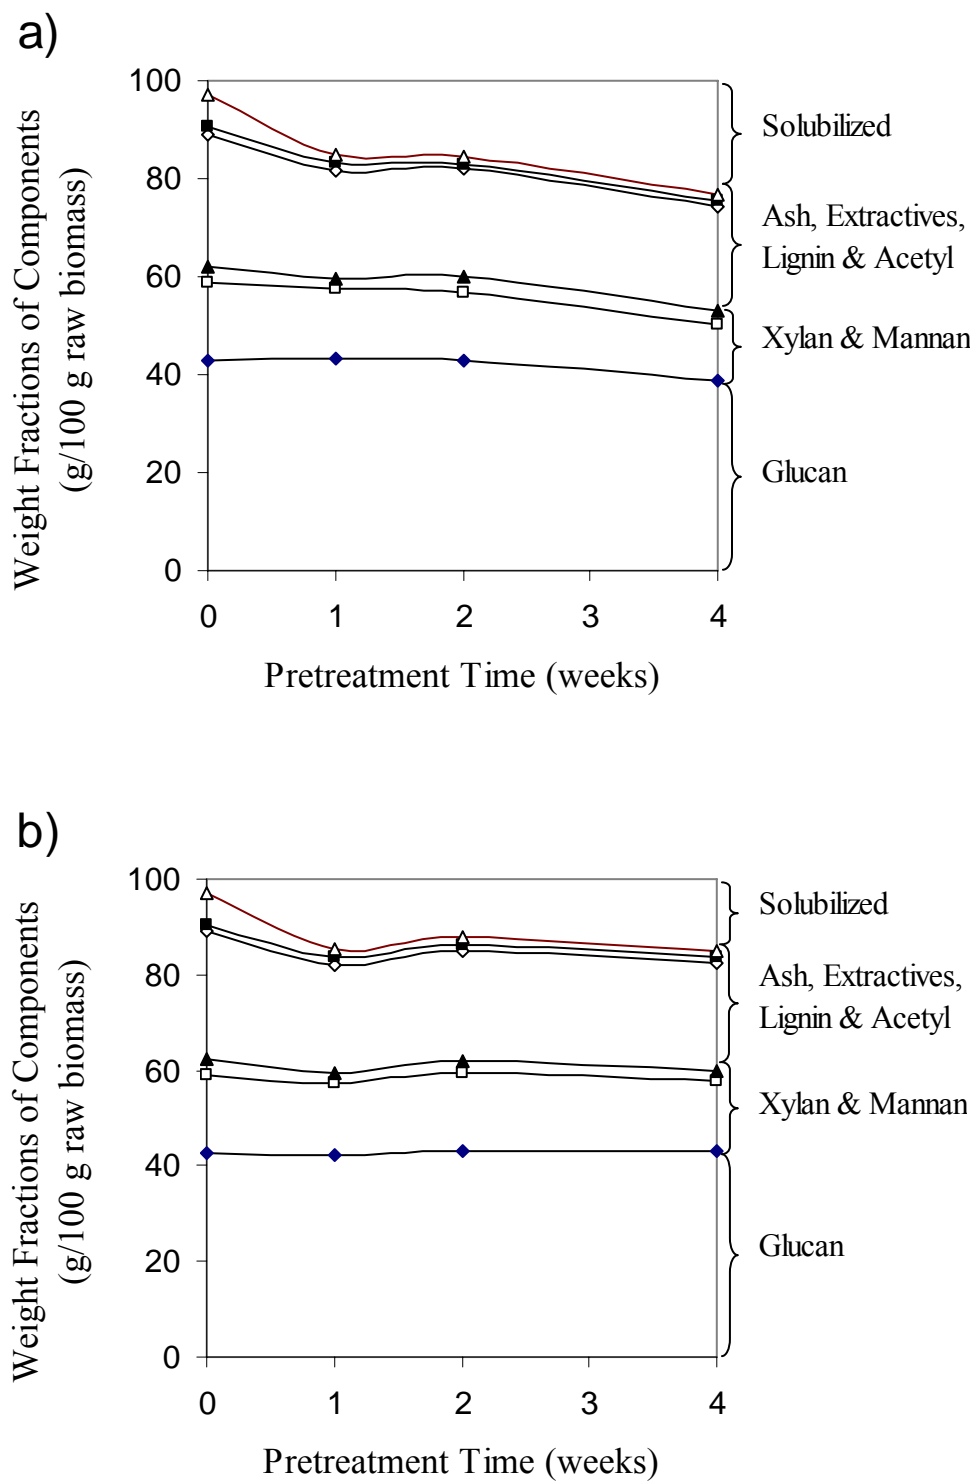 a)
Weight Fractions of Components
(g/100 g raw biomass)
100
80
60
40
20
0
0 1 2 3 4
Pretreatment Time (weeks)
Solubilized
Ash, Extractives,
Lignin & Acetyl
Xylan & Mannan
Glucan
b)
Weight Fractions of Components
(g/100 g raw biomass)
100
80
60
40
20
0
0 1 2 3 4
Pretreatment Time (weeks)
Solubilized
Ash, Extractives,
Lignin & Acetyl
Xylan & Mannan
Glucan